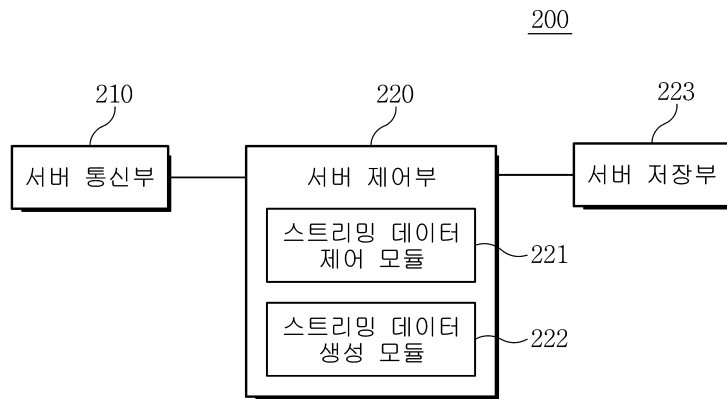 200
210
220
223
서버 통신부
서버 제어부
서버 저장부
스트리밍 데이터
제어 모듈
221
스트리밍 데이터
생성 모듈
222